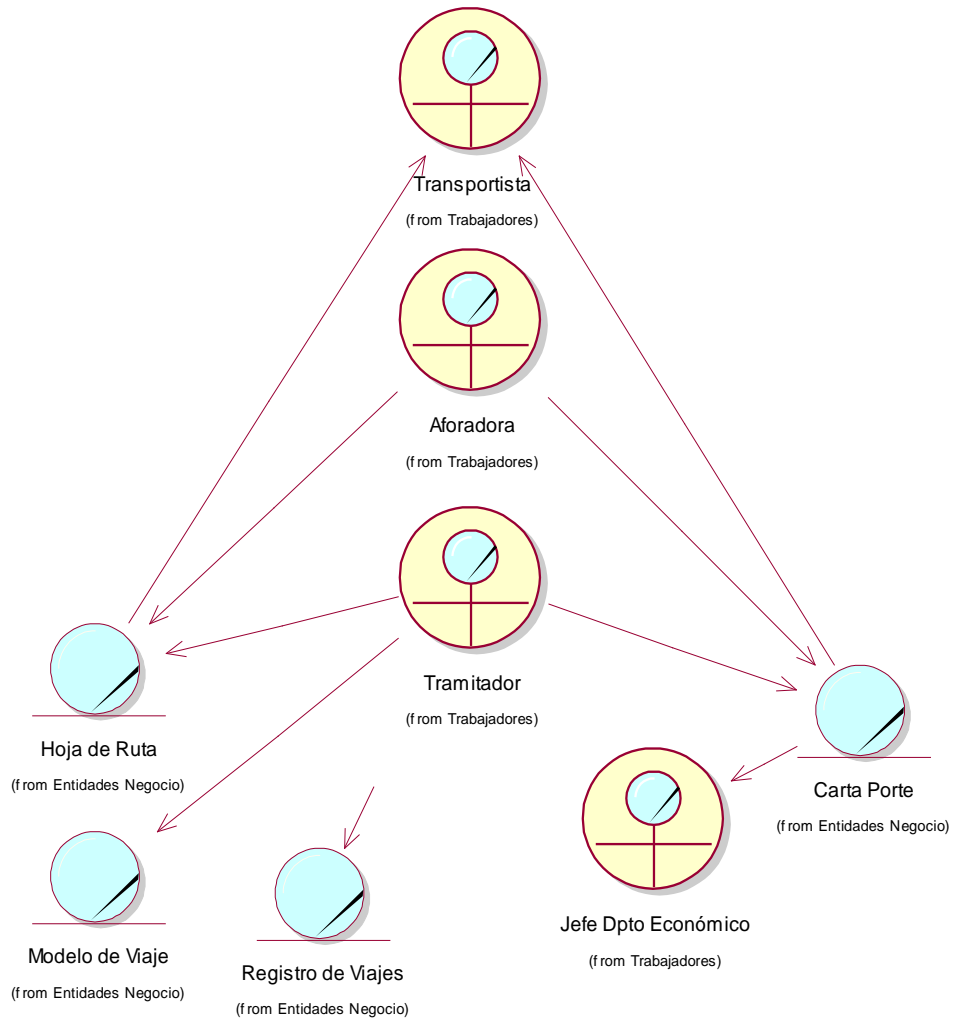 Transportista
(from Trabajadores)
Aforadora
(from Trabajadores)
Tramitador
(from Trabajadores)
Hoja de Ruta
(from Entidades Negocio)
Carta Porte
(from Entidades Negocio)
Jefe Dpto Económico
(from Trabajadores)
Modelo de Viaje
(from Entidades Negocio)
Registro de Viajes
(from Entidades Negocio)